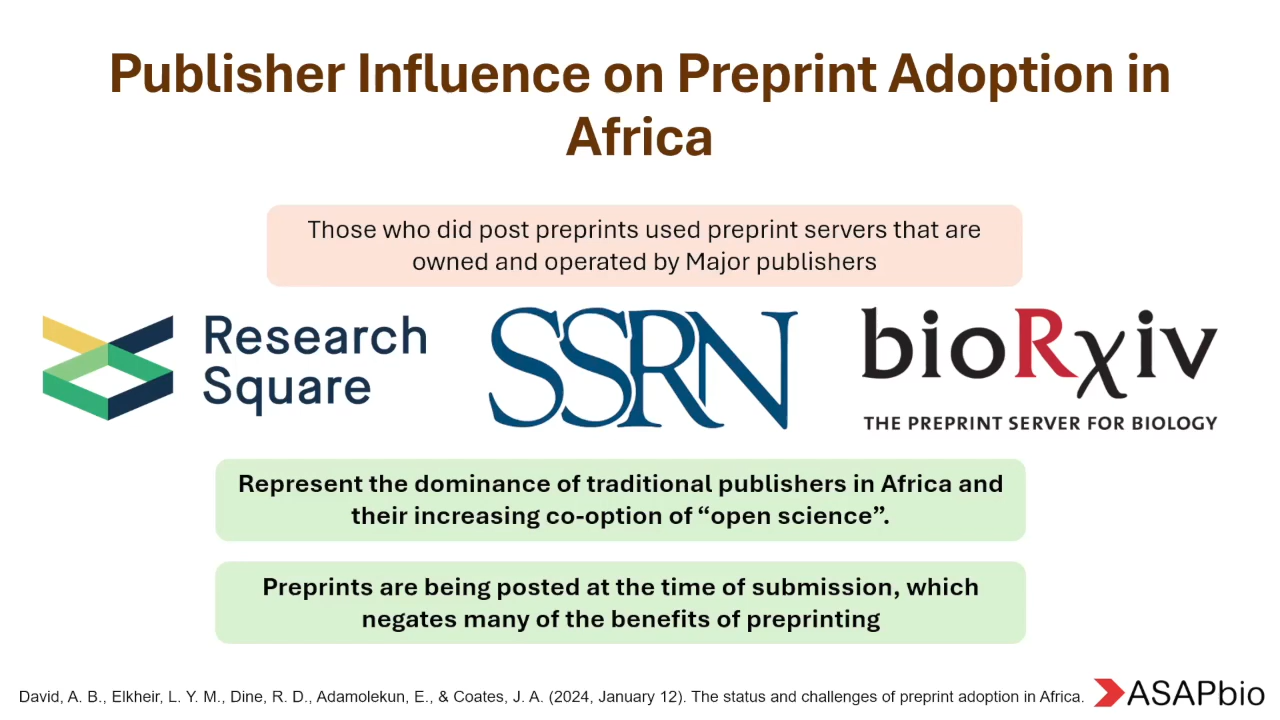 Publisher Influence on Preprint Adoption in
Africa
Those who did post preprints used preprint servers that are
owned and operated by Major publishers
Research
Square
SSRN
bioRχiv
THE PREPRINT SERVER FOR BIOLOGY
Represent the dominance of traditional publishers in Africa and
their increasing co-option of “open science”.
Preprints are being posted at the time of submission, which
negates many of the benefits of preprinting
David, A. B., Elkheir, L. Y. M., Dine, R. D., Adamolekun, E., & Coates, J. A. (2024, January 12). The status and challenges of preprint adoption in Africa.
ASAPbio